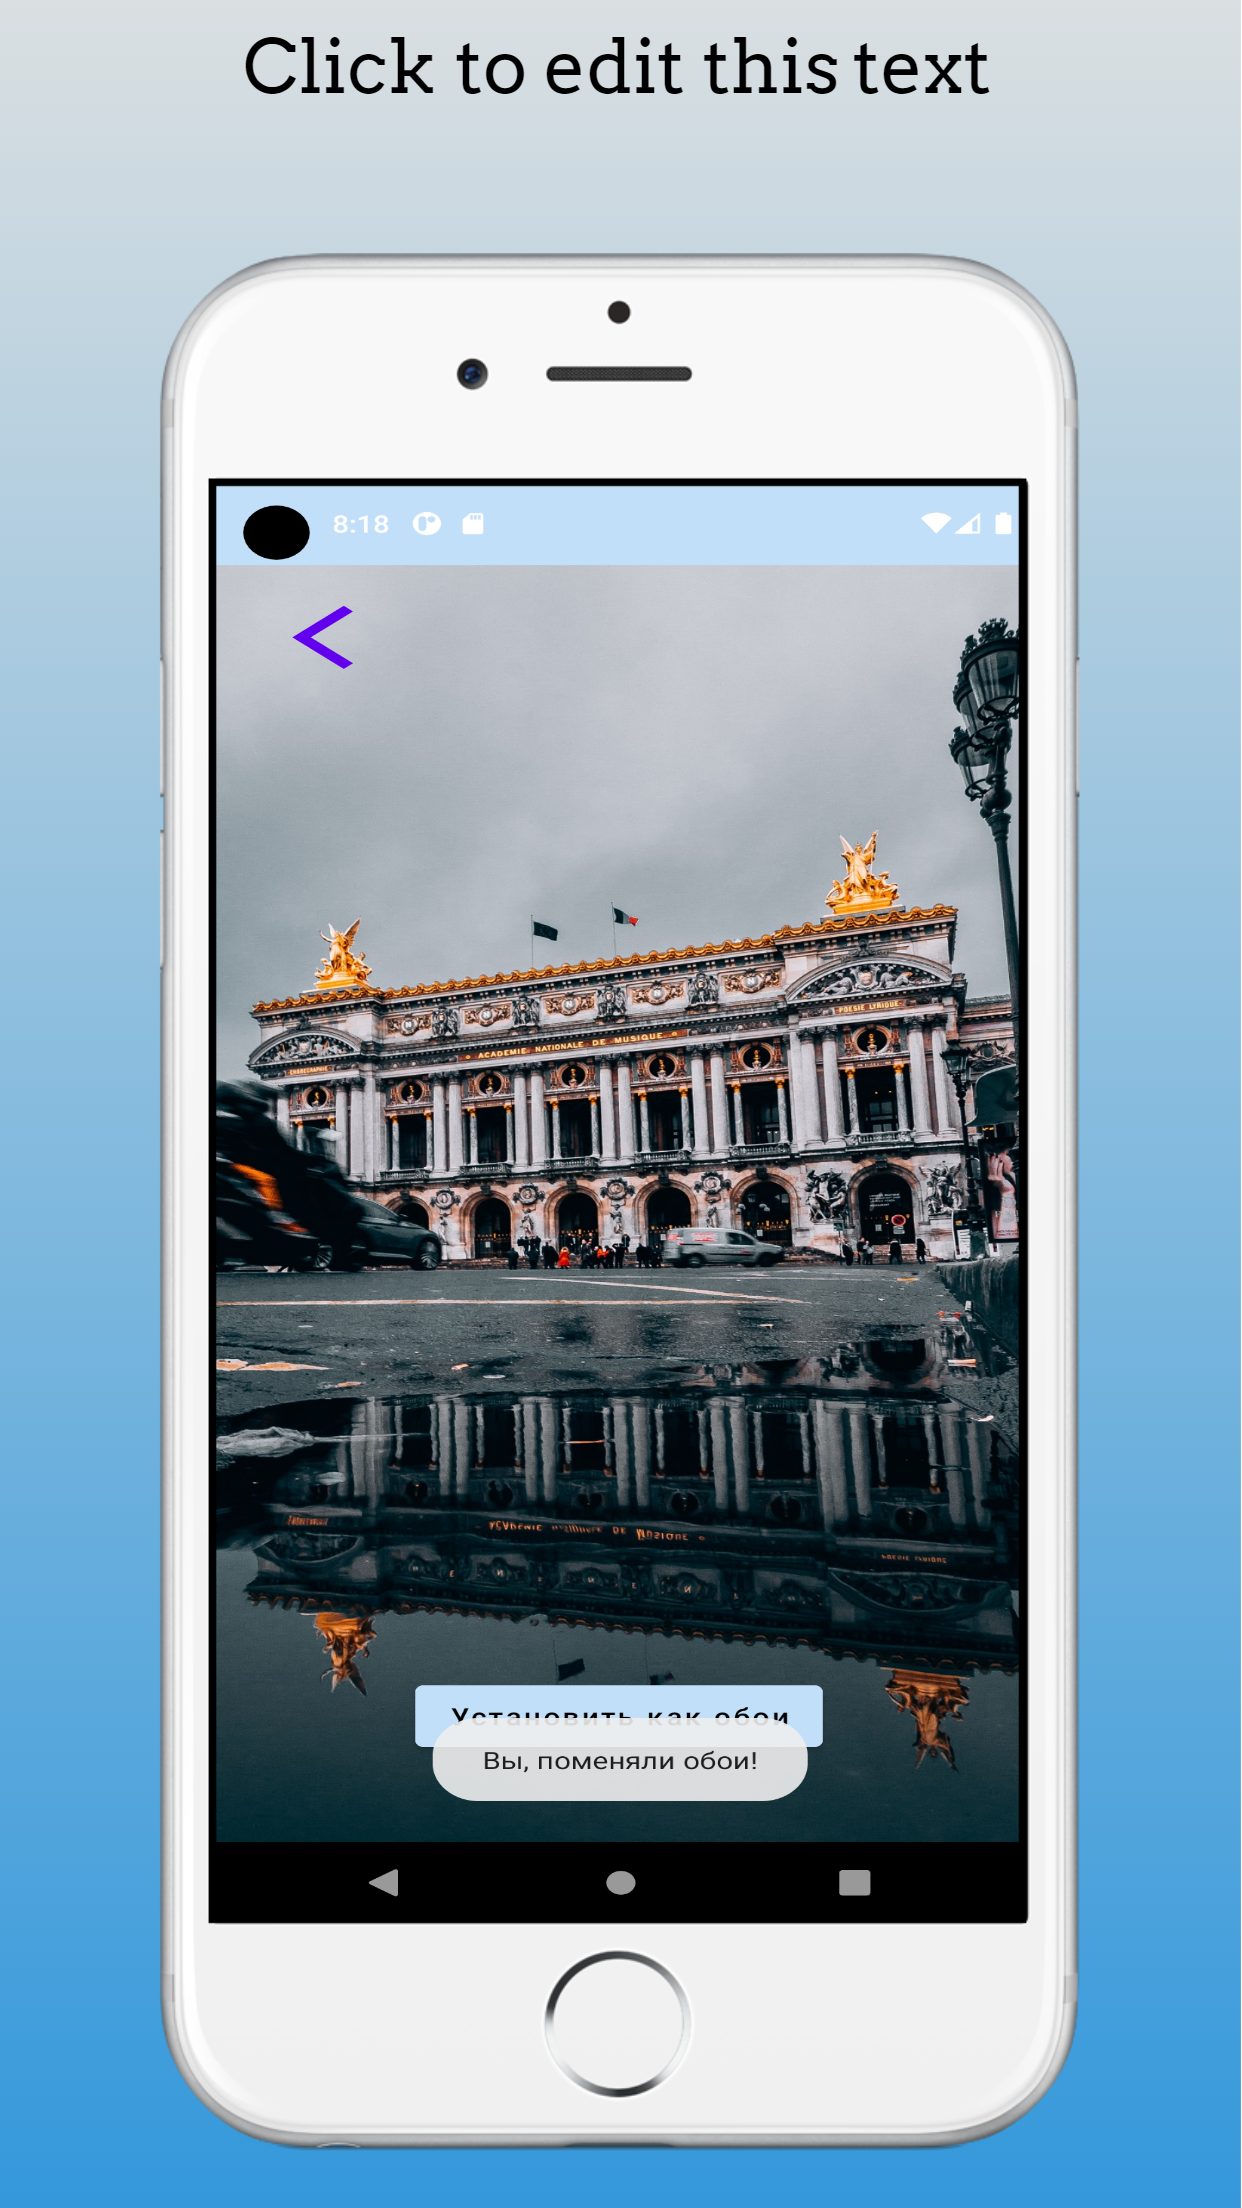 Click to edit this text
8:18
POESIE LYRIQUE
ACADEMIE NATIONALE DE MUSIQUE
CHOREGRAPHIE
Установить как обои
Вы, поменяли обои!